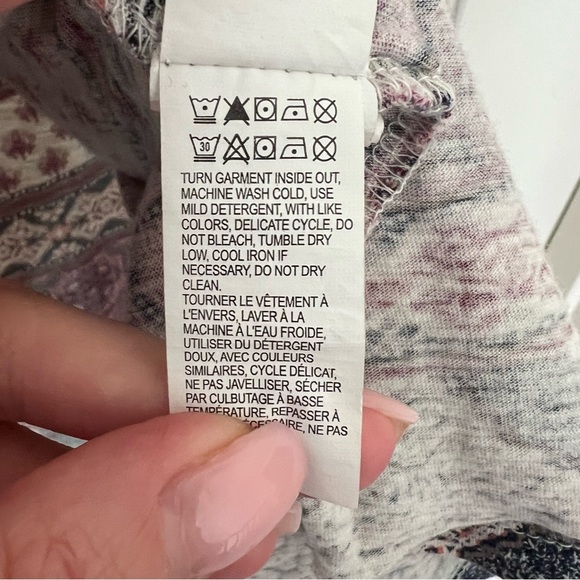 30
TURN GARMENT INSIDE OUT,
MACHINE WASH COLD, USE
MILD DETERGENT, WITH LIKE
COLORS, DELICATE CYCLE, DO
NOT BLEACH, TUMBLE DRY
LOW, COOL IRON IF
NECESSARY, DO NOT DRY
CLEAN.
TOURNER LE VÊTEMENT À
L'ENVERS, LAVER À LA
MACHINE À L'EAU FROIDE,
UTILISER DU DÉTERGENT
DOUX, AVEC COULEURS
SIMILAIRES, CYCLE DÉLICAT,
NE PAS JAVELLISER, SÉCHER
PAR CULBUTAGE À BASSE
TEMPÉRATURE, REPASSER À
NE PAS